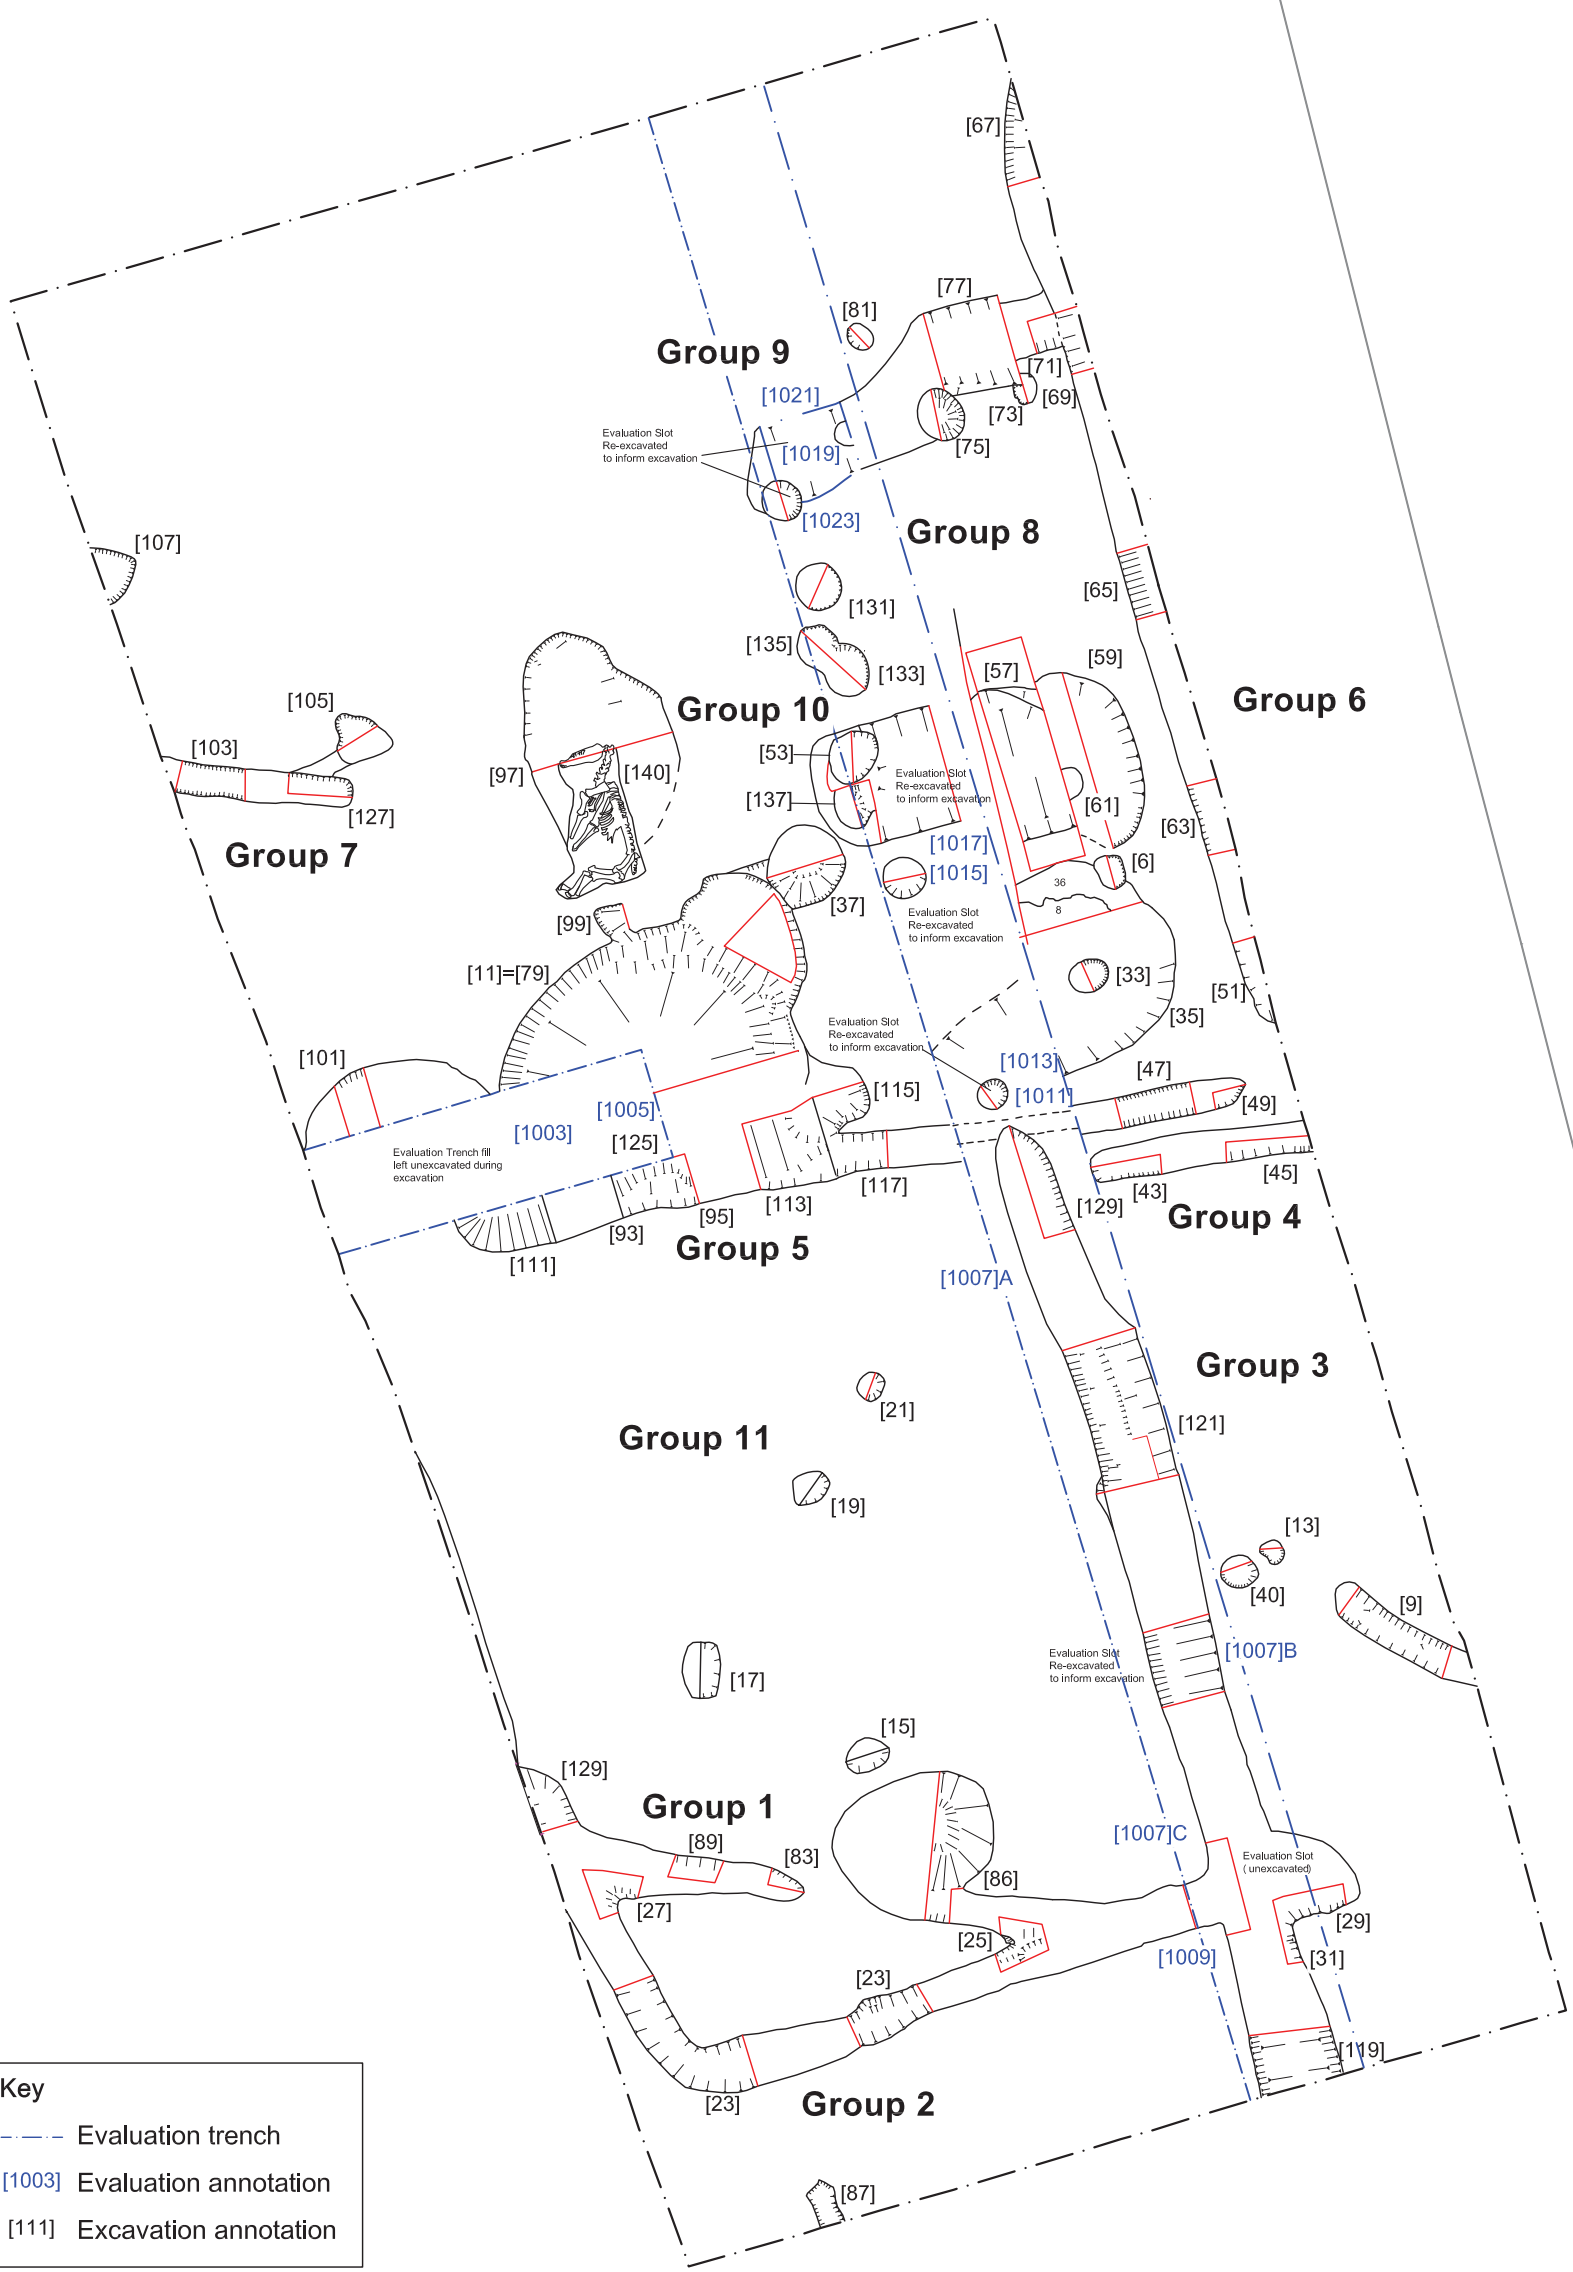 [67]
[77]
[81]
Group 9
[71]
[1021]
[69]
[73]
Evaluation Slot
Re-excavated
to inform excavation
[1019]
[75]
[1023]
Group 8
[107]
[65]
[131]
[135]
[133]
[57]
[59]
Group 6
[105]
Group 10
[103]
[53]
[97]
[140]
Evaluation Slot
Re-excavated
to inform excavation
[137]
[61]
[127]
[63]
Group 7
[1017]
[6]
[1015]
36
8
[37]
[99]
Evaluation Slot
Re-excavated
to inform excavation
[11]=[79]
[33]
[51]
[35]
Evaluation Slot
Re-excavated
to inform excavation
[101]
[1013]
[47]
[115]
[1011]
[49]
[1005]
[1003]
[125]
Evaluation Trench fill
left unexcavated during
excavation
[45]
[117]
[43]
[113]
[129]
[95]
[93]
Group 4
Group 5
[111]
[1007]A
Group 3
[21]
[121]
Group 11
[19]
[13]
[40]
[9]
Evaluation Slot
Re-excavated
to inform excavation
[1007]B
[17]
[15]
[129]
Group 1
[1007]C
[89]
[83]
Evaluation Slot
( unexcavated)
[86]
[27]
[29]
[25]
[1009]
[31]
[23]
[119]
[23]
Group 2
[87]
Key
Evaluation trench
[1003] Evaluation annotation
[111] Excavation annotation